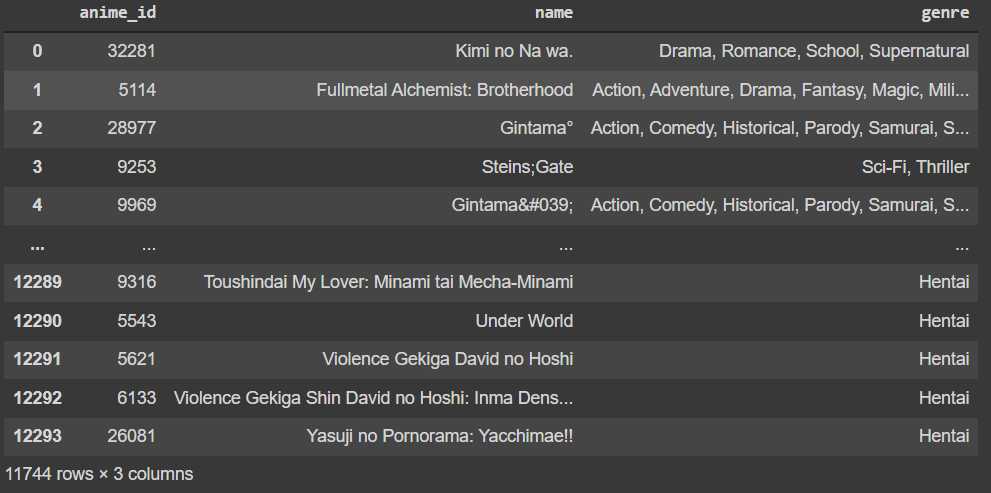 anime_id name genre
0 32281 Kimi no Na wa. Drama, Romance, School, Supernatural
1 5114 Fullmetal Alchemist: Brotherhood Action, Adventure, Drama, Fantasy, Magic, Mili...
2 28977 Gintama° Action, Comedy, Historical, Parody, Samurai, S...
3 9253 Steins;Gate Sci-Fi, Thriller
4 9969 Gintama&#039; Action, Comedy, Historical, Parody, Samurai, S...
... ... ... ...
12289 9316 Toushindai My Lover: Minami tai Mecha-Minami Hentai
12290 5543 Under World Hentai
12291 5621 Violence Gekiga David no Hoshi Hentai
12292 6133 Violence Gekiga Shin David no Hoshi: Inma Dens... Hentai
12293 26081 Yasuji no Pornorama: Yacchimae!! Hentai
11744 rows × 3 columns